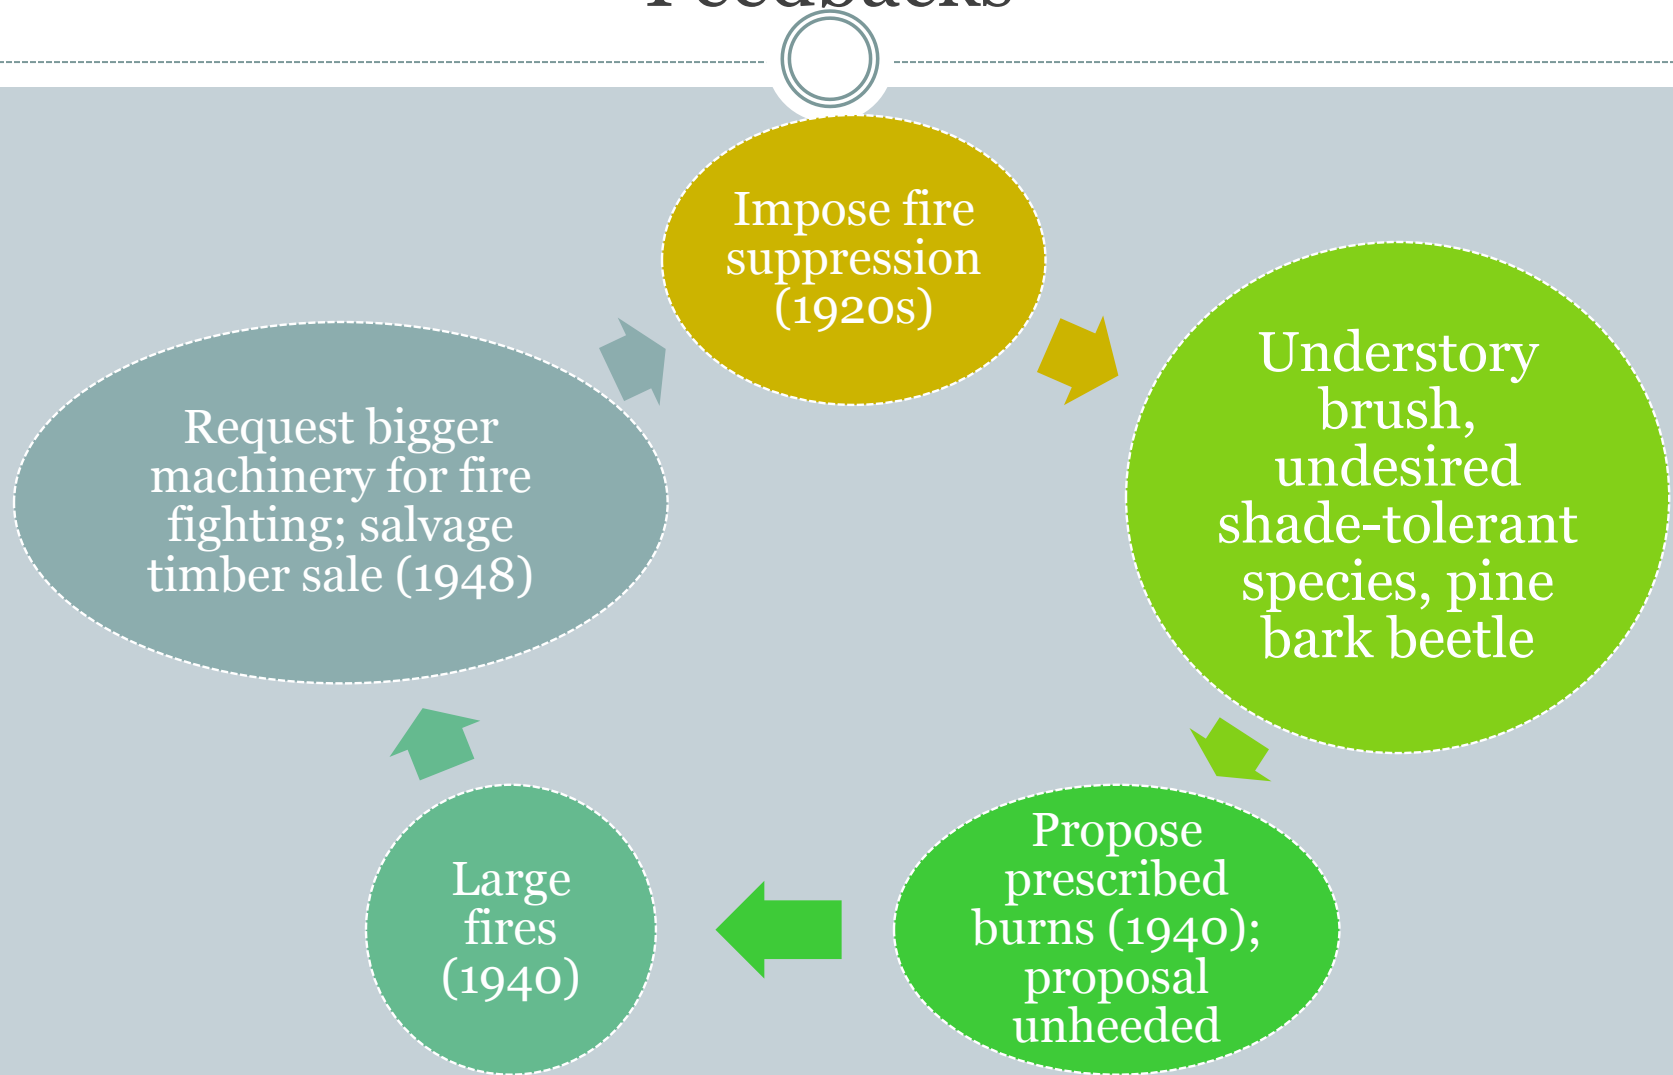 Feedbacks
Impose fire
suppression
(1920s)
Understory
brush,
undesired
shade-tolerant
species, pine
bark beetle
Propose
prescribed
burns (1940);
proposal
unheeded
Large
fires
(1940)
Request bigger
machinery for fire
fighting; salvage
timber sale (1948)